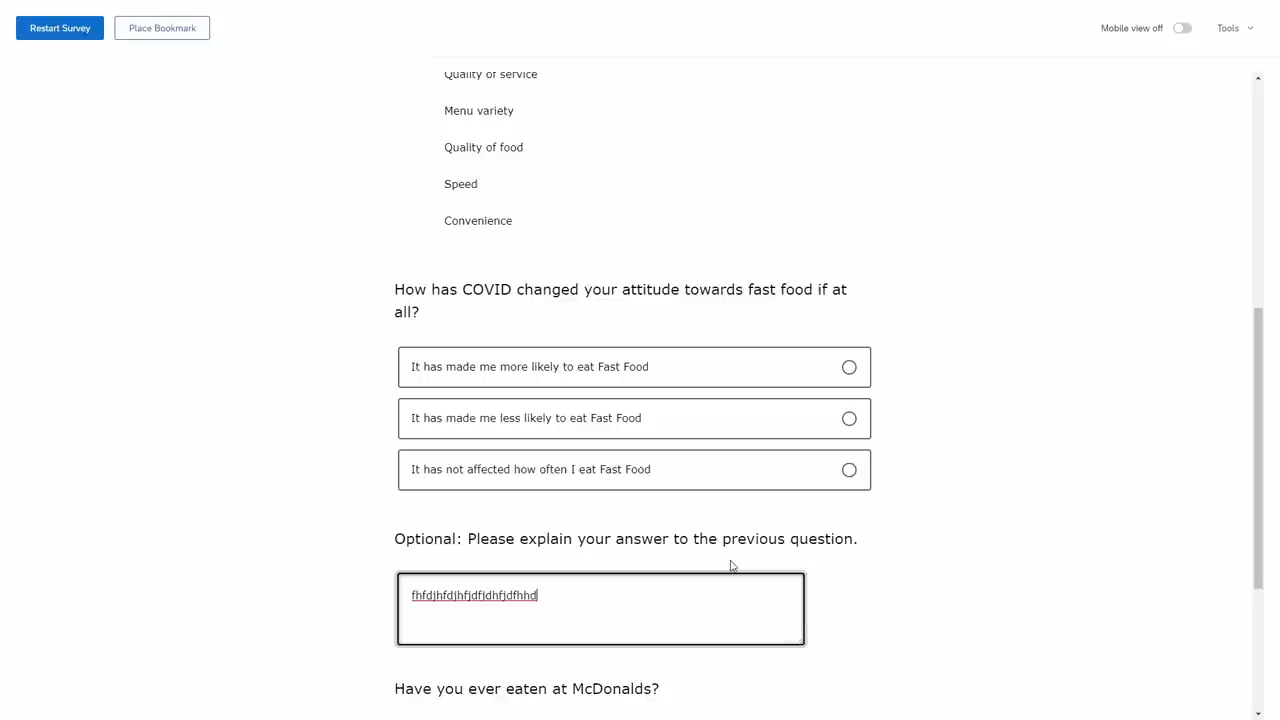 Restart Survey
Place Bookmark
Mobile view off
Tools
Quality of service
Menu variety
Quality of food
Speed
Convenience
How has COVID changed your attitude towards fast food if at
all?
It has made me more likely to eat Fast Food
It has made me less likely to eat Fast Food
It has not affected how often I eat Fast Food
Optional: Please explain your answer to the previous question.
fhfdjhfdjhfjdfjdhfjdfhhd
Have you ever eaten at McDonalds?